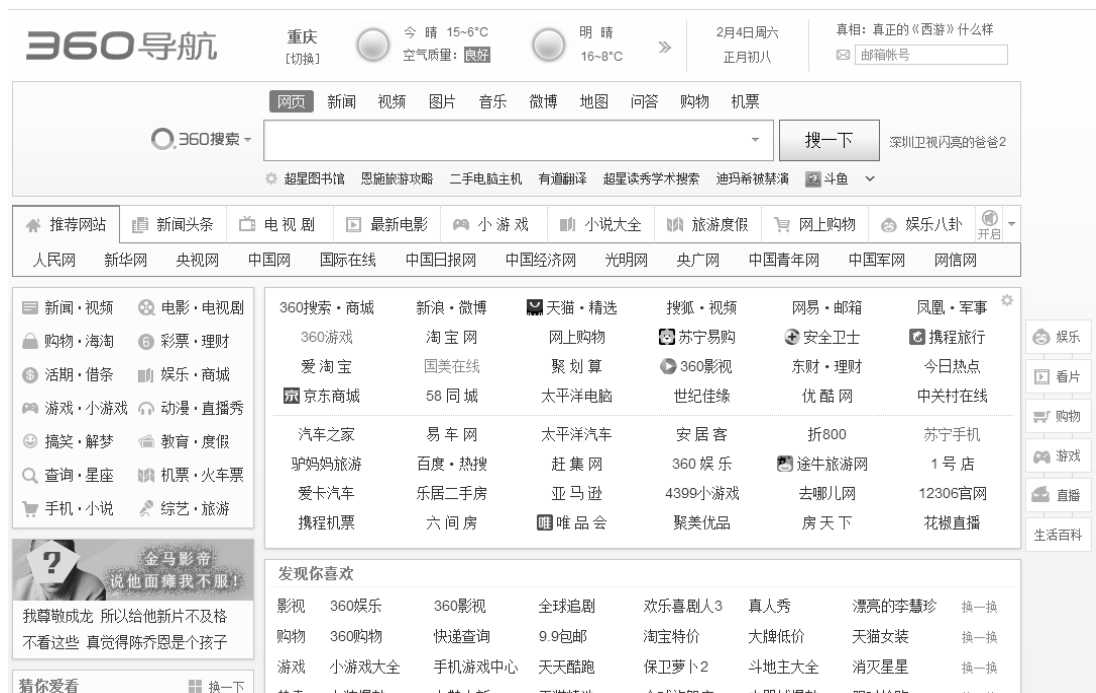 360导航 重庆 [切换] 今 晴 15~6°C 空气质量：良好 明 晴 16~8°C 2月4日周六 正月初八 真相：真正的《西游》什么样 邮箱帐号
网页 新闻 视频 图片 音乐 微博 地图 问答 购物 机票
360搜索 搜一下 深圳卫视闪亮的爸爸2
超星图书馆 恩施旅游攻略 二手电脑主机 有道翻译 超星读秀学术搜索 迪玛希被禁演 斗鱼
推荐网站 新闻头条 电视剧 最新电影 小游戏 小说大全 旅游度假 网上购物 娱乐八卦 开启
人民网 新华网 央视网 中国网 国际在线 中国日报网 中国经济网 光明网 央广网 中国青年网 中国军网 网信网
新闻·视频 电影·电视剧
购物·海淘 彩票·理财
活期·借条 娱乐·商城
游戏·小游戏 动漫·直播秀
搞笑·解梦 教育·度假
查询·星座 机票·火车票
手机·小说 综艺·旅游
金马影帝
说他面瘫我不服！
我尊敬成龙 所以给他新片不及格
不看这些 真觉得陈乔恩是个孩子
猜你爱看 换一下
360搜索·商城 新浪·微博 天猫·精选 搜狐·视频 网易·邮箱 凤凰·军事
360游戏 淘宝网 网上购物 苏宁易购 安全卫士 携程旅行
爱淘宝 国美在线 聚划算 360影视 东财·理财 今日热点
京东商城 58同城 太平洋电脑 世纪佳缘 优酷网 中关村在线
汽车之家 易车网 太平洋汽车 安居客 折800 苏宁手机
驴妈妈旅游 百度·热搜 赶集网 360娱乐 途牛旅游网 1号店
爱卡汽车 乐居二手房 亚马逊 4399小游戏 去哪儿网 12306官网
携程机票 六间房 唯 唯品会 聚美优品 房天下 花椒直播
发现你喜欢
影视 360娱乐 360影视 全球追剧 欢乐喜剧人3 真人秀 漂亮的李慧珍 换一换
购物 360购物 快递查询 9.9包邮 淘宝特价 大牌低价 天猫女装 换一换
游戏 小游戏大全 手机游戏中心 天天酷跑 保卫萝卜2 斗地主大全 消灭星星 换一换
娱乐
看片
购物
游戏
直播
生活百科